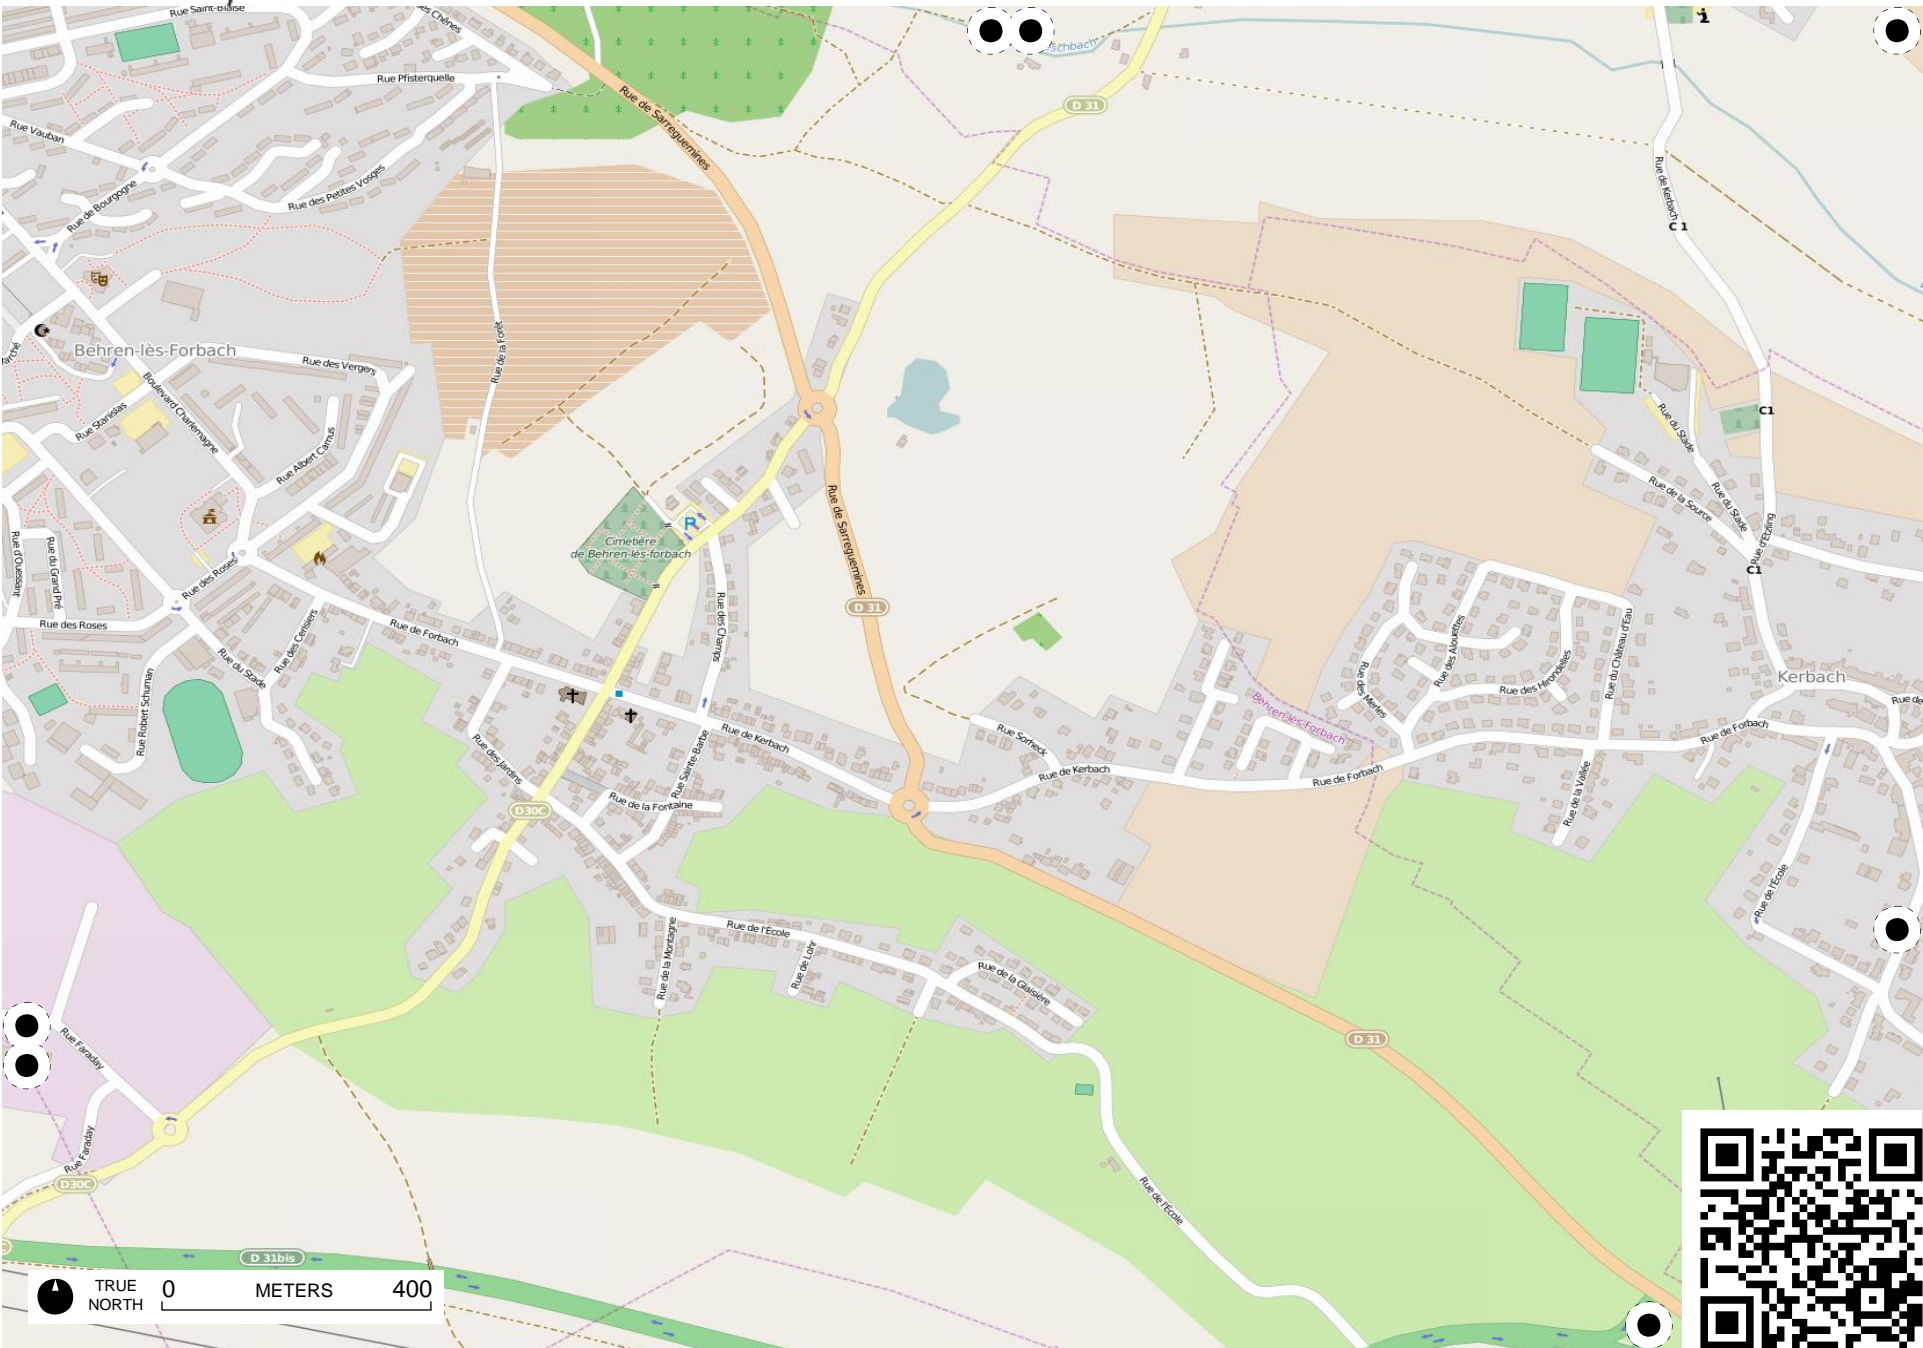 Rue Saint-Blaise
des Chênes
Rue Pfisterquelle
Rue de Sarreguemines
schbach
D 31
Rue Vauban
Rue de Bourgogne
Rue des Petites Vosges
Rue de Kerbach
C 1
Rue de la Forêt
Behren-lès-Forbach
Rue des Vergers
Boulevard Charlemagne
Rue Stanislas
Rue Albert Camus
C1
Rue du Stade
P
Cimetière
de Behren-lès-forbach
Rue de Sarreguemines
Rue de la Source
Rue du Stade
Rue d'Etzling
C1
Rue d'Ouessant
Rue du Grand Pré
Rue des Roses
Rue des Roses
Rue des Cerisiers
Rue de Forbach
Rue des Champs
D 31
Rue du Stade
Rue Robert Schuman
Rue des Merles
Rue des Alouettes
Rue des Hirondelles
Rue du Château d'Eau
Kerbach
Rue de
Behren-lès-Forbach
Rue des Jardins
Rue Sainte-Barbe
Rue de Kerbach
Rue Sorheck
Rue de Kerbach
Rue de Forbach
Rue de Forbach
Rue de la Vallée
Rue de la Fontaine
D30C
Rue de l'École
Rue de l'École
Rue de la Montagne
Rue de Lohr
Rue de la Glaisière
D 31
Rue Faraday
Rue Faraday
D30C
Rue de l'École
D 31bis
TRUE
NORTH
0 METERS 400